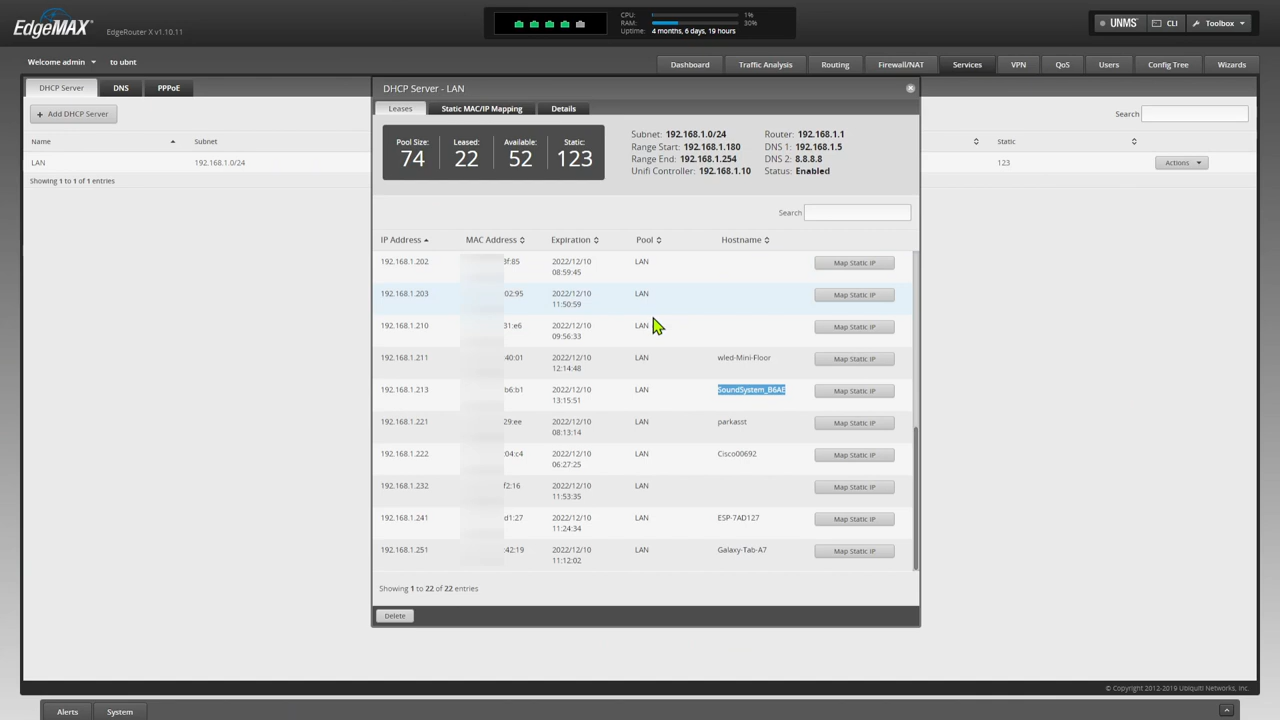 EdgeMAX
EdgeRouter X v1.10.11
CPU: 1%
RAM: 30%
Uptime: 4 months, 6 days, 19 hours
UNMS CLI Toolbox
Welcome admin to ubnt
Dashboard Traffic Analysis Routing Firewall/NAT Services VPN QoS Users Config Tree Wizards
DHCP Server DNS PPPoE
+ Add DHCP Server
Search
Name Subnet Static
LAN 192.168.1.0/24 123 Actions
Showing 1 to 1 of 1 entries
DHCP Server - LAN
Leases Static MAC/IP Mapping Details
Pool Size: Leased: Available: Static:
74 22 52 123
Subnet: 192.168.1.0/24 Router: 192.168.1.1
Range Start: 192.168.1.180 DNS 1: 192.168.1.5
Range End: 192.168.1.254 DNS 2: 8.8.8.8
Unifi Controller: 192.168.1.10 Status: Enabled
Search
IP Address MAC Address Expiration Pool Hostname
192.168.1.202 :85 2022/12/10 LAN Map Static IP
08:59:45
192.168.1.203 02:95 2022/12/10 LAN Map Static IP
11:50:59
192.168.1.210 31:e6 2022/12/10 LAN Map Static IP
09:56:33
192.168.1.211 :40:01 2022/12/10 LAN wled-Mini-Floor Map Static IP
12:14:48
192.168.1.213 b6:b1 2022/12/10 LAN SoundSystem_B6AE Map Static IP
13:15:51
192.168.1.221 29:ee 2022/12/10 LAN parkasst Map Static IP
08:13:14
192.168.1.222 :04:c4 2022/12/10 LAN Cisco00692 Map Static IP
06:27:25
192.168.1.232 f2:16 2022/12/10 LAN Map Static IP
11:53:35
192.168.1.241 d1:27 2022/12/10 LAN ESP-7AD127 Map Static IP
11:24:34
192.168.1.251 :42:19 2022/12/10 LAN Galaxy-Tab-A7 Map Static IP
11:12:02
Showing 1 to 22 of 22 entries
Delete
© Copyright 2012-2019 Ubiquiti Networks, Inc.
Alerts System